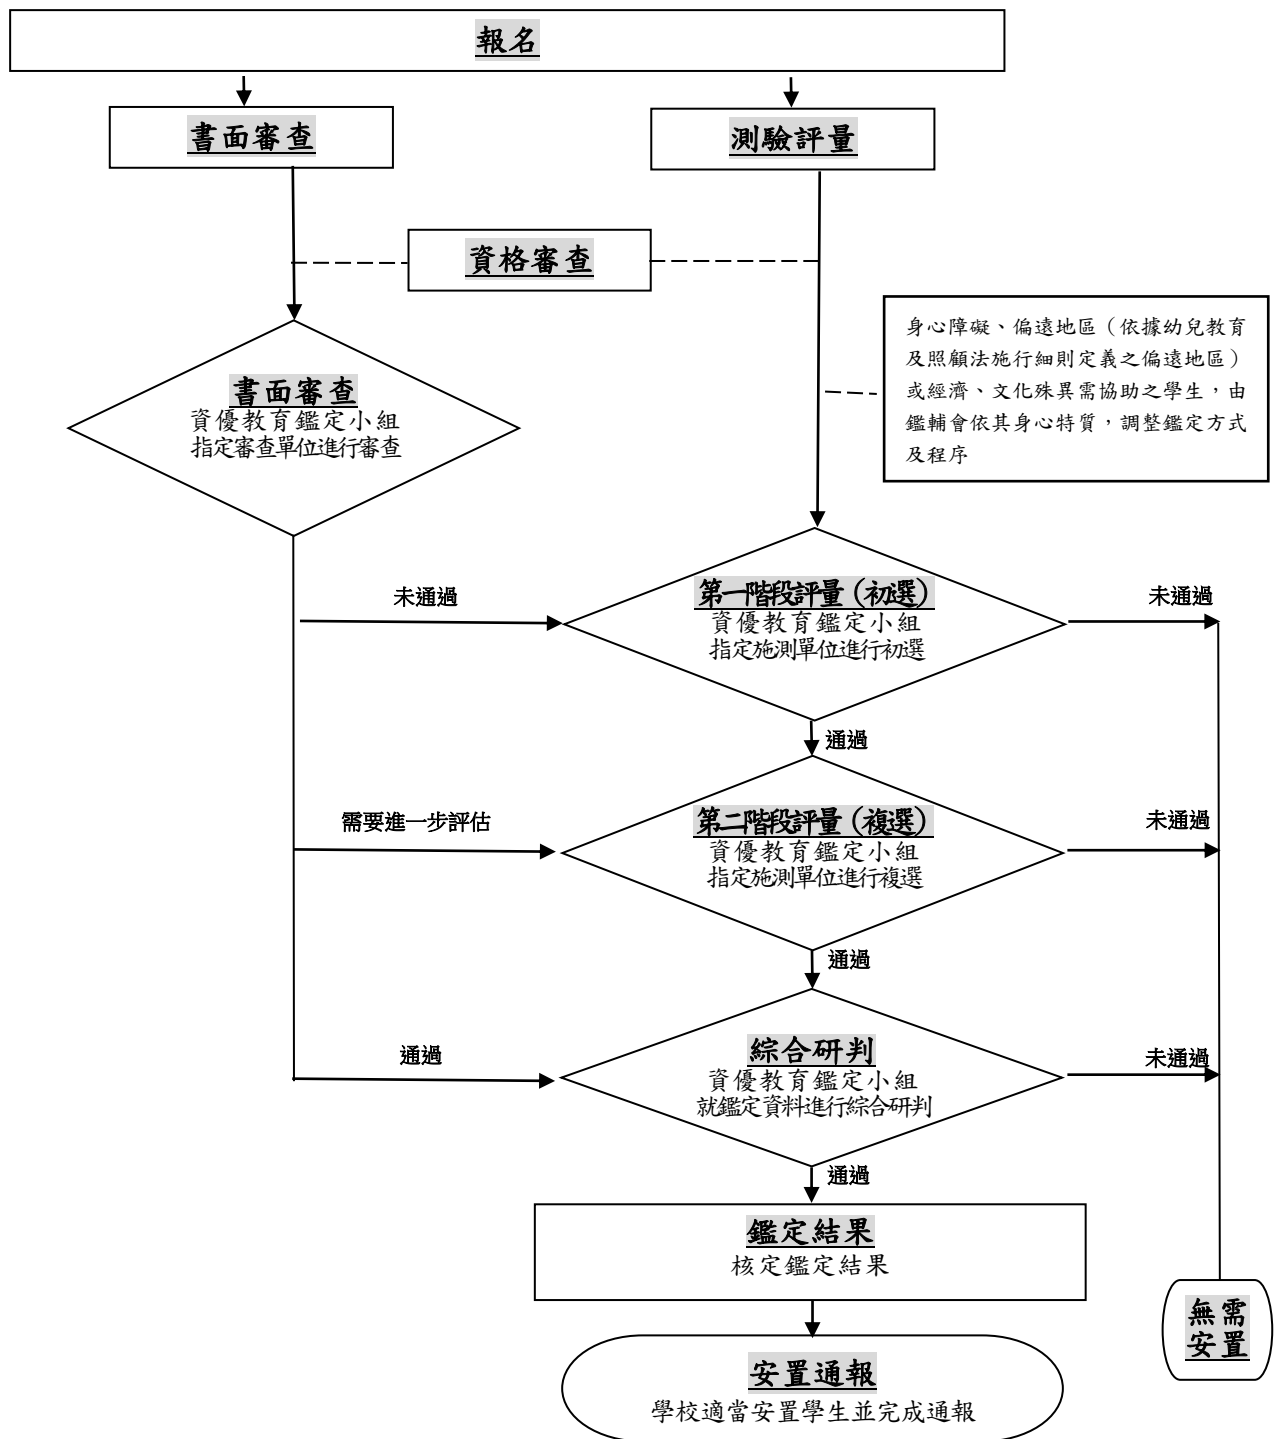 報名
書面審查
測驗評量
資格審查
身心障礙、偏遠地區（依據幼兒教育
及照顧法施行細則定義之偏遠地區）
或經濟、文化殊異需協助之學生，由
鑑輔會依其身心特質，調整鑑定方式
及程序
書面審查
資優教育鑑定小組
指定審查單位進行審查
未通過
第一階段評量（初選）
資優教育鑑定小組
指定施測單位進行初選
未通過
通過
需要進一步評估
第二階段評量（複選）
資優教育鑑定小組
指定施測單位進行複選
未通過
通過
通過
綜合研判
資優教育鑑定小組
就鑑定資料進行綜合研判
未通過
通過
鑑定結果
核定鑑定結果
無需
安置
安置通報
學校適當安置學生並完成通報